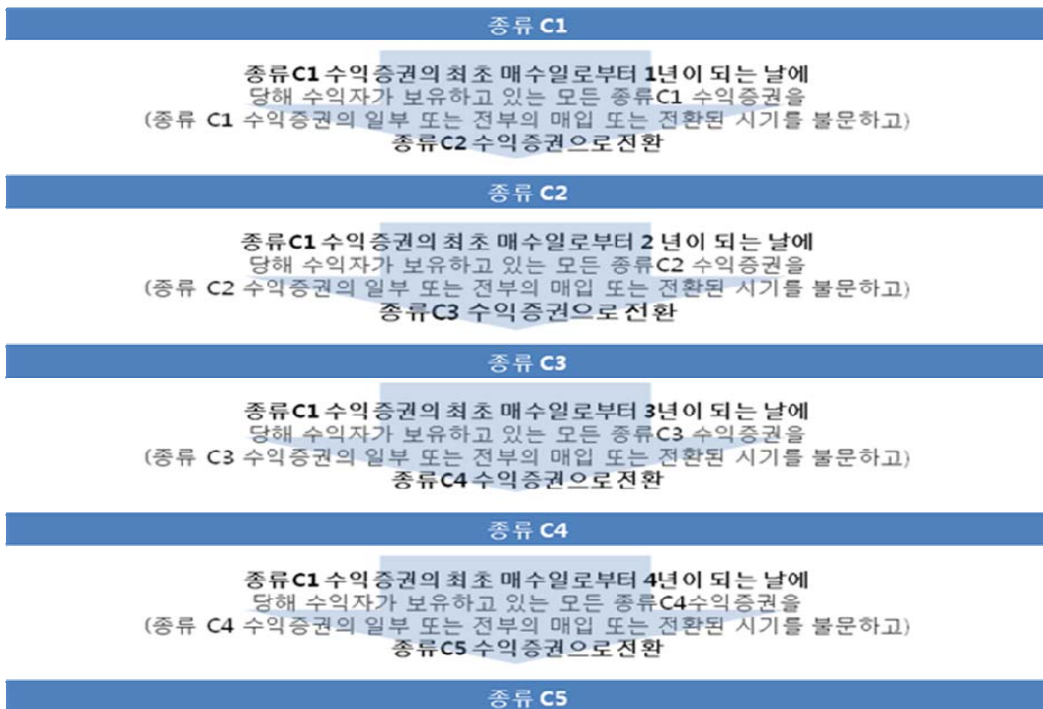 종류 C1
종류C1 수익증권의 최초 매수일로부터 1년이 되는 날에
당해 수익자가 보유하고 있는 모든 종류C1 수익증권을
(종류 C1 수익증권의 일부 또는 전부의 매입 또는 전환된 시기를 불문하고)
종류C2 수익증권으로전환
종류 C2
종류C1 수익증권의 최초 매수일로부터 2 년이 되는 날에
당해 수익자가 보유하고 있는 모든 종류C2 수익증권을
(종류 C2 수익증권의 일부 또는 전부의 매입 또는 전환된 시기를 불문하고)
종류C3 수익증권으로전환
종류 C3
종류C1 수익증권의 최초 매수일로부터 3년이 되는 날에
당해 수익자가 보유하고 있는 모든 종류C3 수익증권을
(종류 C3 수익증권의 일부 또는 전부의 매입 또는 전환된 시기를 불문하고)
종류C4 수익증권으로전환
종류 C4
종류C1 수익증권의 최초 매수일로부터 4년이 되는 날에
당해 수익자가 보유하고 있는 모든 종류C4수익증권을
(종류 C4 수익증권의 일부 또는 전부의 매입 또는 전환된 시기를 불문하고)
종류C5 수익증권으로전환
종류 C5